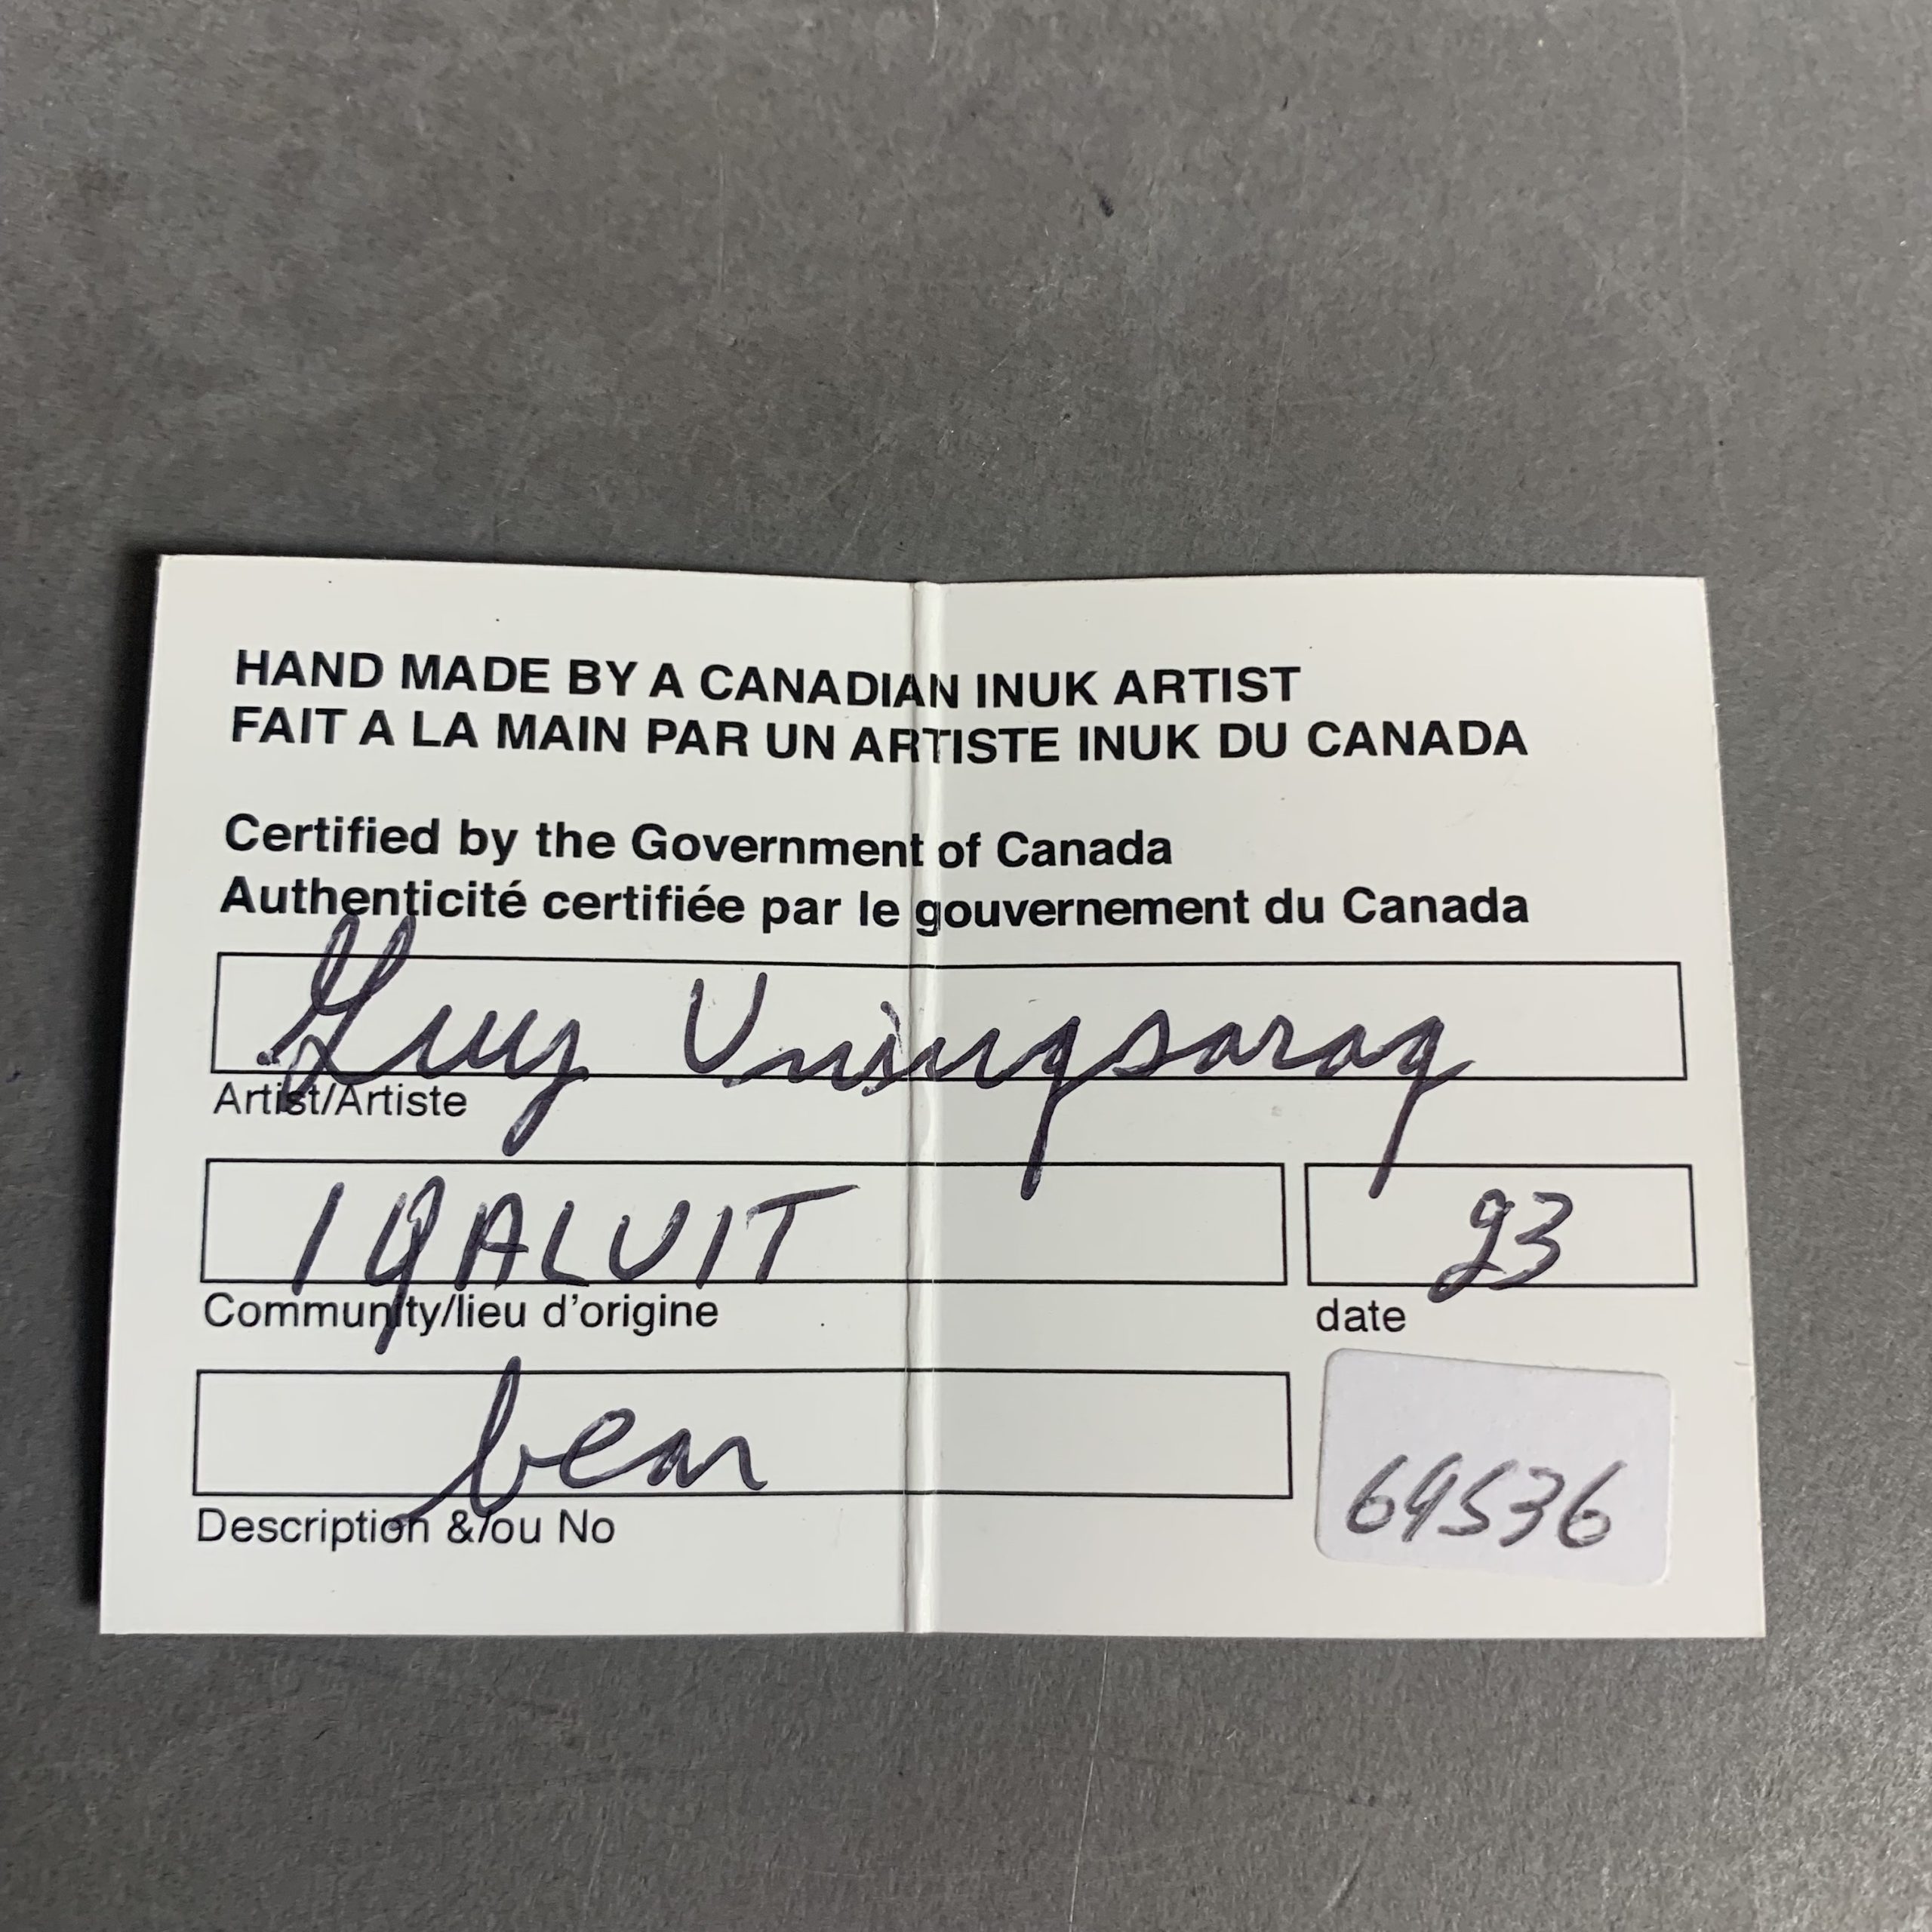 HAND MADE BY A CANADIAN INUK ARTIST
FAIT A LA MAIN PAR UN ARTISTE INUK DU CANADA
Certified by the Government of Canada
Authenticité certifiée par le gouvernement du Canada
Guy Uniuqsaraq
Artist/Artiste
IQALUIT
93
Community/lieu d'origine
date
bear
69536
Description &/ou No